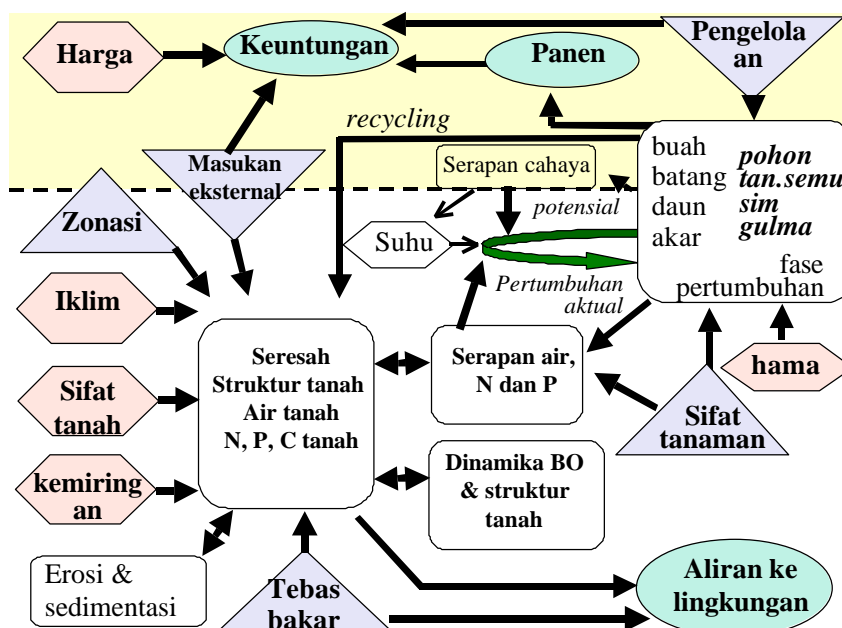 Harga
Keuntungan
Panen
Pengelola
an
recycling
Masukan
eksternal
Serapan cahaya
buah
batang
daun
akar
pohon
tan.semu
sim
gulma
fase
pertumbuhan
Zonasi
Suhu
potensial
Pertumbuhan
aktual
Iklim
Seresah
Struktur tanah
Air tanah
N, P, C tanah
Serapan air,
N dan P
hama
Sifat
tanah
Sifat
tanaman
Dinamika BO
& struktur
tanah
kemiring
an
Erosi &
sedimentasi
Tebas
bakar
Aliran ke
lingkungan